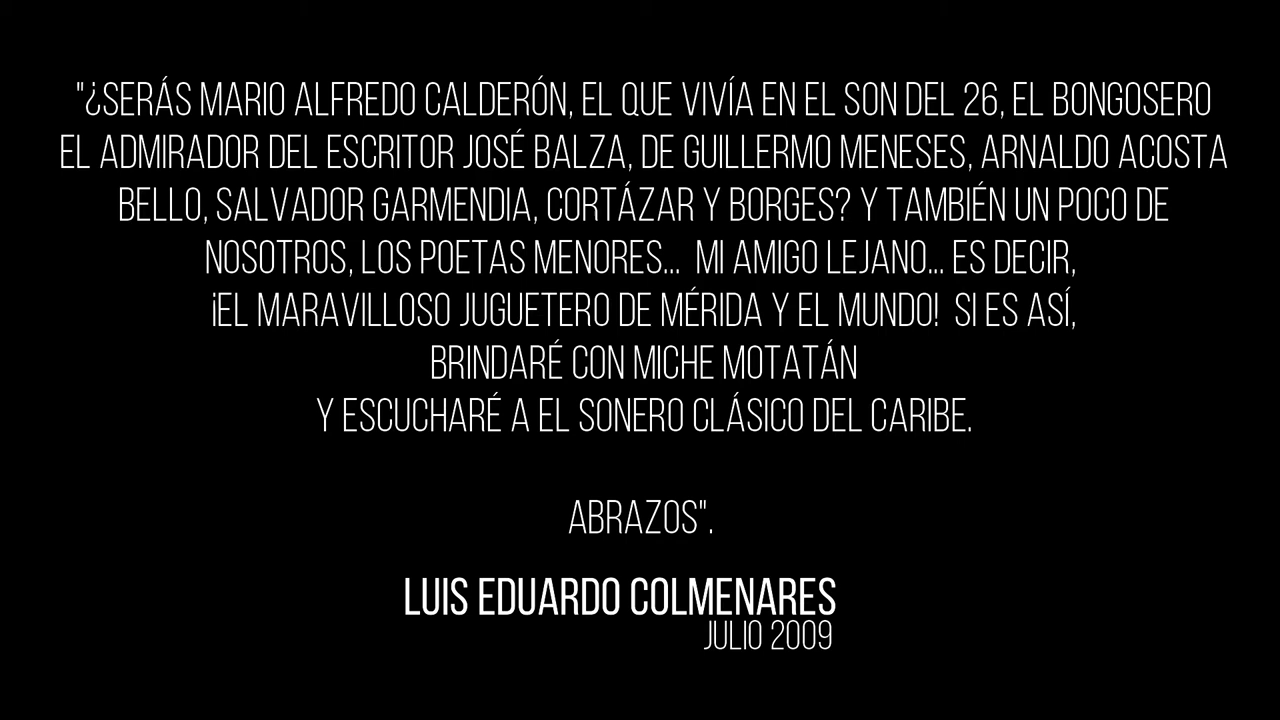 "¿SERÁS MARIO ALFREDO CALDERÓN, EL QUE VIVÍA EN EL SON DEL 26, EL BONGOSERO
EL ADMIRADOR DEL ESCRITOR JOSÉ BALZA, DE GUILLERMO MENESES, ARNALDO ACOSTA
BELLO, SALVADOR GARMENDIA, CORTÁZAR Y BORGES? Y TAMBIÉN UN POCO DE
NOSOTROS, LOS POETAS MENORES... MI AMIGO LEJANO... ES DECIR,
¡EL MARAVILLOSO JUGUETERO DE MÉRIDA Y EL MUNDO! SI ES ASÍ,
BRINDARÉ CON MICHE MOTATÁN
Y ESCUCHARÉ A EL SONERO CLÁSICO DEL CARIBE.
ABRAZOS".
LUIS EDUARDO COLMENARES
JULIO 2009